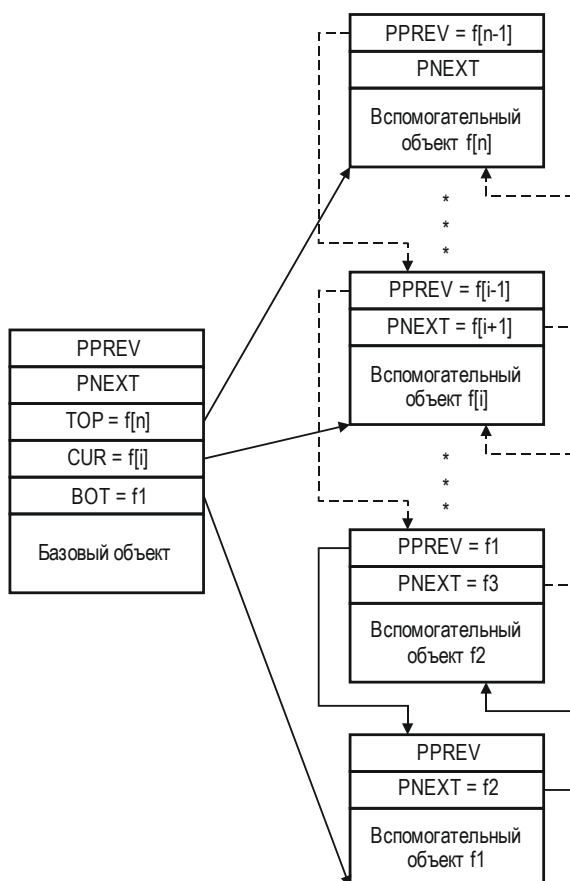 PPREV = f[n-1]
PNEXT
Вспомогательный
объект f[n]
*
*
*
PPREV = f[i-1]
PNEXT = f[i+1]
Вспомогательный
объект f[i]
*
*
*
PPREV
PNEXT
TOP = f[n]
CUR = f[i]
BOT = f1
Базовый объект
PPREV = f1
PNEXT = f3
Вспомогательный
объект f2
PPREV
PNEXT = f2
Вспомогательный
объект f1